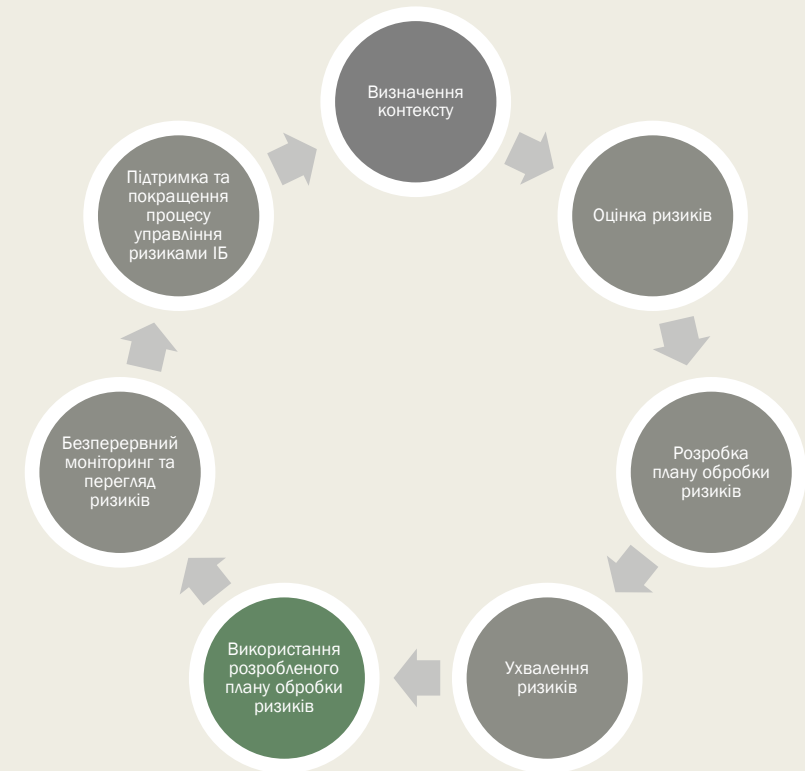 Визначення
контексту
Оцінка ризиків
Розробка
плану обробки
ризиків
Ухвалення
ризиків
Використання
розробленого
плану обробки
ризиків
Безперервний
моніторинг та
перегляд
ризиків
Підтримка та
покращення
процесу
управління
ризиками ІБ